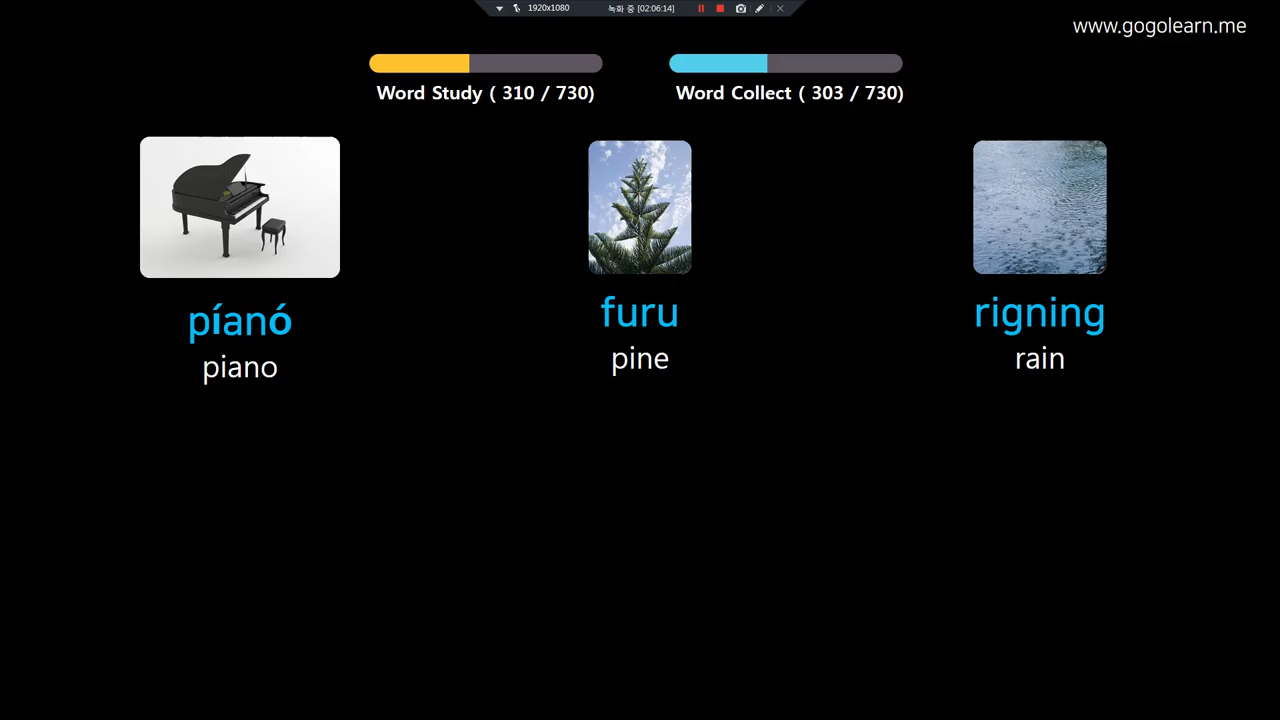 1920x1080
녹화 중 [02:06:14]
www.gogolearn.me
Word Study ( 310 / 730)
Word Collect ( 303 / 730)
píanó
piano
furu
pine
rigning
rain